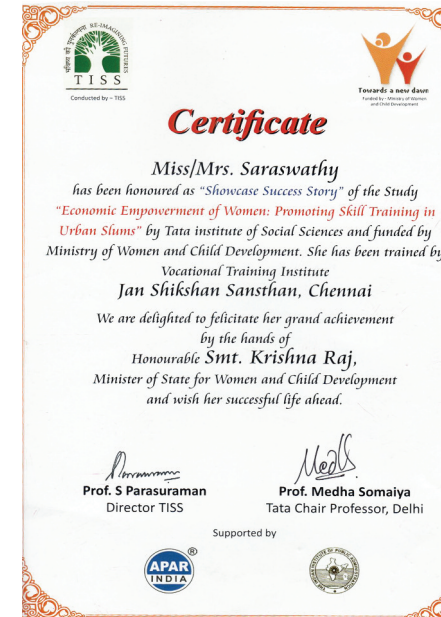 RE-IMAGINING FUTURES
TISS
Conducted by – TISS
Towards a new dawn
Funded by - Ministry of Women
and Child Development
Certificate
Miss/Mrs. Saraswathy
has been honoured as “Showcase Success Story” of the Study
“Economic Empowerment of Women: Promoting Skill Training in
Urban Slums” by Tata institute of Social Sciences and funded by
Ministry of Women and Child Development. She has been trained by
Vocational Training Institute
Jan Shikshan Sansthan, Chennai
We are delighted to felicitate her grand achievement
by the hands of
Honourable Smt. Krishna Raj,
Minister of State for Women and Child Development
and wish her successful life ahead.
Prof. S Parasuraman
Director TISS
Prof. Medha Somaiya
Tata Chair Professor, Delhi
Supported by
APAR
INDIA
®